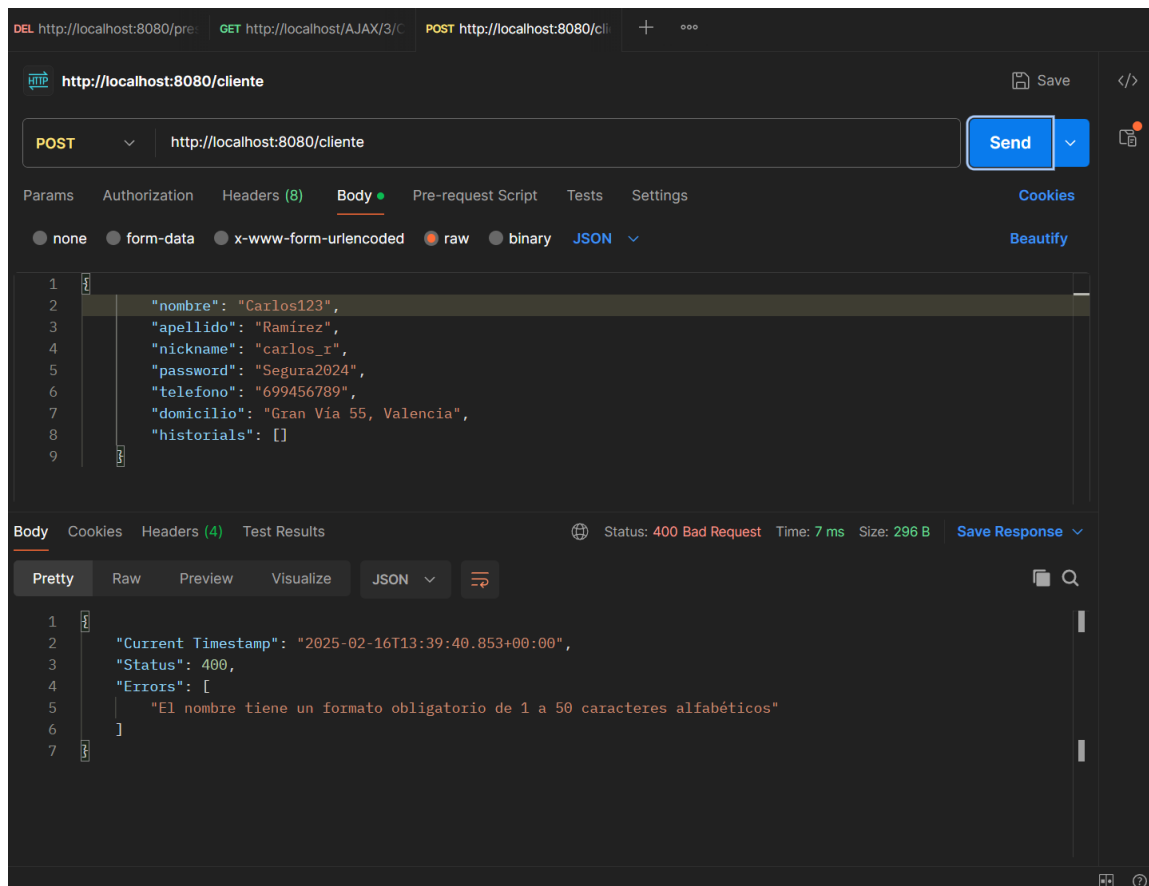 DEL http://localhost:8080/pre GET http://localhost/AJAX/3/C POST http://localhost:8080/cli
HTTP http://localhost:8080/cliente Save </>
POST http://localhost:8080/cliente Send
Params Authorization Headers (8) Body Pre-request Script Tests Settings Cookies
none form-data x-www-form-urlencoded raw binary JSON Beautify
1 {
2 "nombre": "Carlos123",
3 "apellido": "Ramírez",
4 "nickname": "carlos_r",
5 "password": "Segura2024",
6 "telefono": "699456789",
7 "domicilio": "Gran Vía 55, Valencia",
8 "historials": []
9 }
Body Cookies Headers (4) Test Results Status: 400 Bad Request Time: 7 ms Size: 296 B Save Response
Pretty Raw Preview Visualize JSON
1 {
2 "Current Timestamp": "2025-02-16T13:39:40.853+00:00",
3 "Status": 400,
4 "Errors": [
5 "El nombre tiene un formato obligatorio de 1 a 50 caracteres alfabéticos"
6 ]
7 }